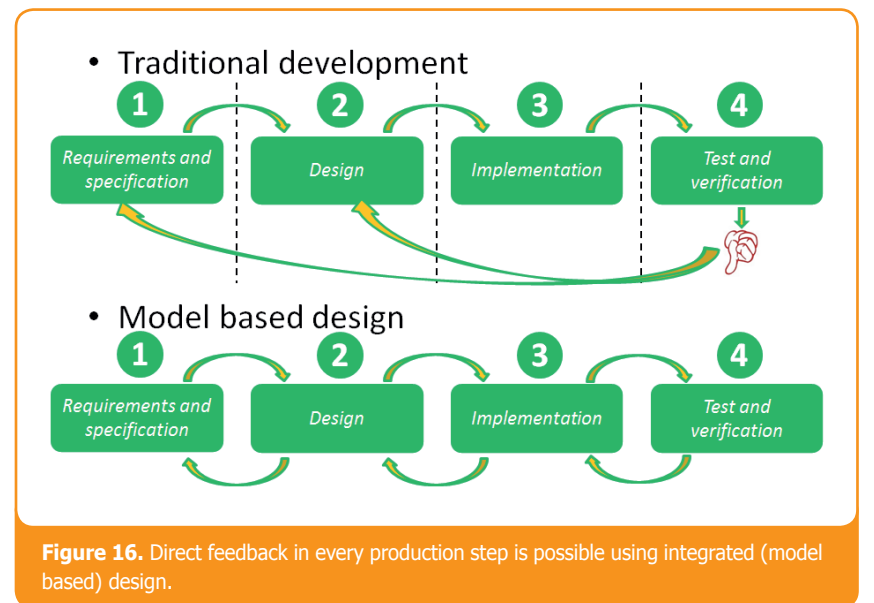 • Traditional development
1 2 3 4
Requirements and
specification
Design
Implementation
Test and
verification
• Model based design
1 2 3 4
Requirements and
specification
Design
Implementation
Test and
verification
Figure 16. Direct feedback in every production step is possible using integrated (model
based) design.